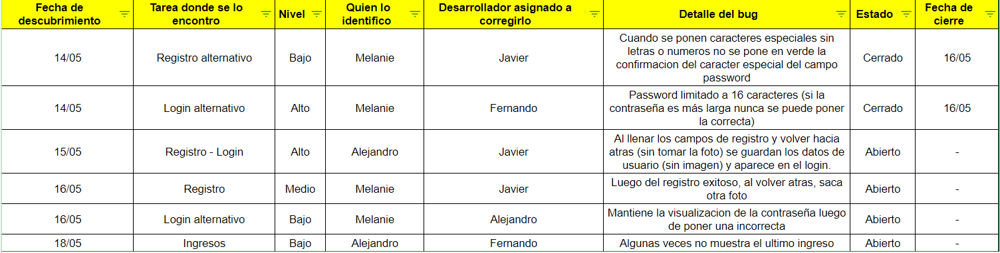 Fecha de descubrimiento Tarea donde se lo encontro Nivel Quien lo identifico Desarrollador asignado a corregirlo Detalle del bug Estado Fecha de cierre
14/05 Registro alternativo Bajo Melanie Javier Cuando se ponen caracteres especiales sin letras o numeros no se pone en verde la confirmacion del caracter especial del campo password Cerrado 16/05
14/05 Login alternativo Alto Melanie Fernando Password limitado a 16 caracteres (si la contraseña es más larga nunca se puede poner la correcta) Cerrado 16/05
15/05 Registro - Login Alto Alejandro Javier Al llenar los campos de registro y volver hacia atras (sin tomar la foto) se guardan los datos de usuario (sin imagen) y aparece en el login. Abierto -
16/05 Registro Medio Melanie Javier Luego del registro exitoso, al volver atras, saca otra foto Abierto -
16/05 Login alternativo Bajo Melanie Alejandro Mantiene la visualizacion de la contraseña luego de poner una incorrecta Abierto -
18/05 Ingresos Bajo Alejandro Fernando Algunas veces no muestra el ultimo ingreso Abierto -